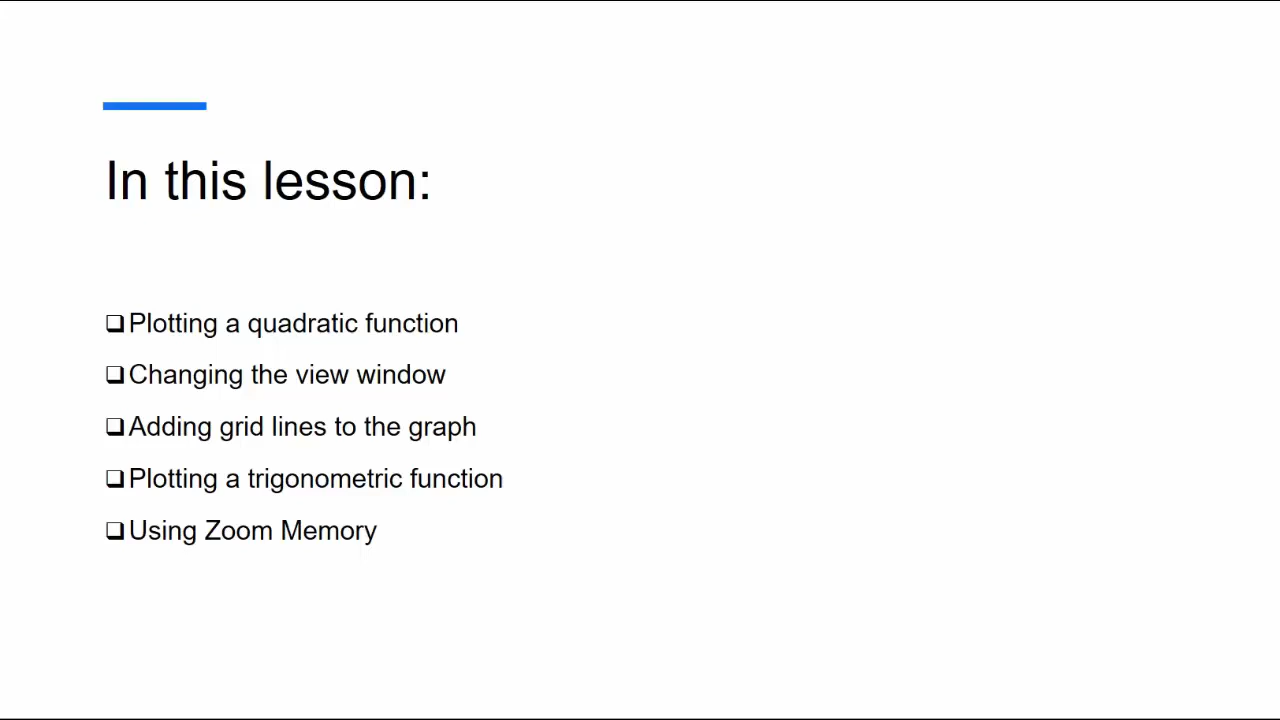 In this lesson:
❑Plotting a quadratic function
❑Changing the view window
❑Adding grid lines to the graph
❑Plotting a trigonometric function
❑Using Zoom Memory